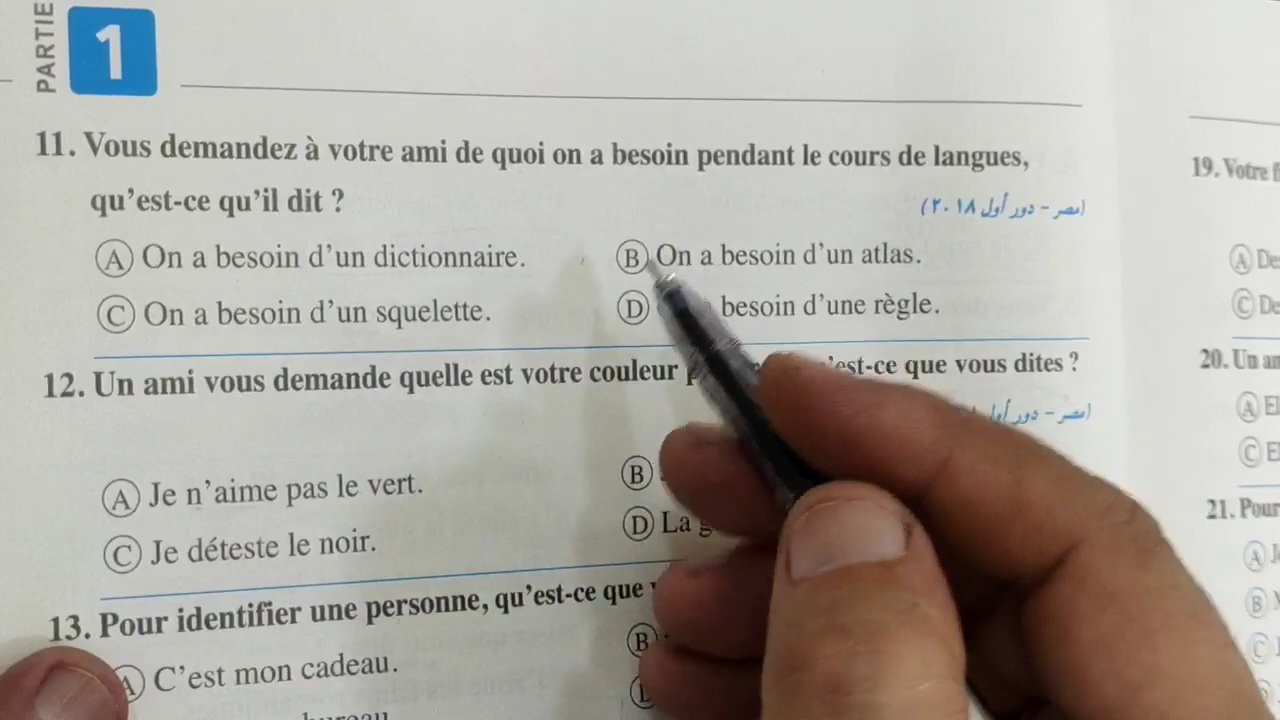 PARTIE
1
11. Vous demandez à votre ami de quoi on a besoin pendant le cours de langues,
qu'est-ce qu'il dit ?
(مصر - دور أول ٢٠١٨)
A On a besoin d'un dictionnaire.
B On a besoin d'un atlas.
C On a besoin d'un squelette.
D besoin d'une règle.
12. Un ami vous demande quelle est votre couleur est-ce que vous dites ?
(مصر - دور أول
A Je n'aime pas le vert.
B
C Je déteste le noir.
D La
13. Pour identifier une personne, qu'est-ce que
A C'est mon cadeau.
B
bureau
19. Votre
A
C
20. Un
A
C
21. Pour
A
B
C